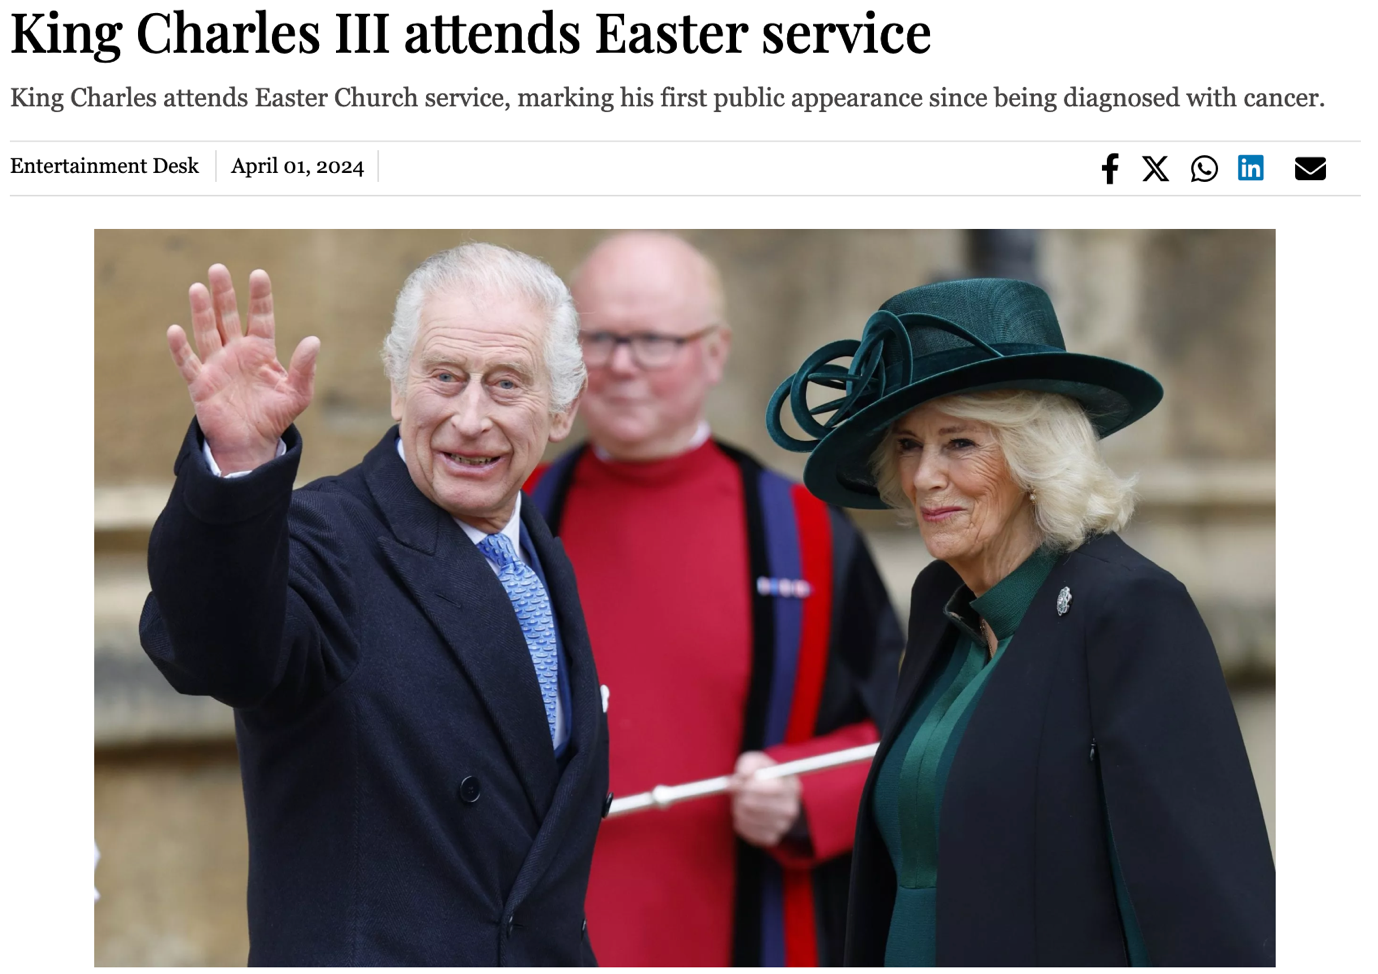 King Charles III attends Easter service
King Charles attends Easter Church service, marking his first public appearance since being diagnosed with cancer.
Entertainment Desk
April 01, 2024
in